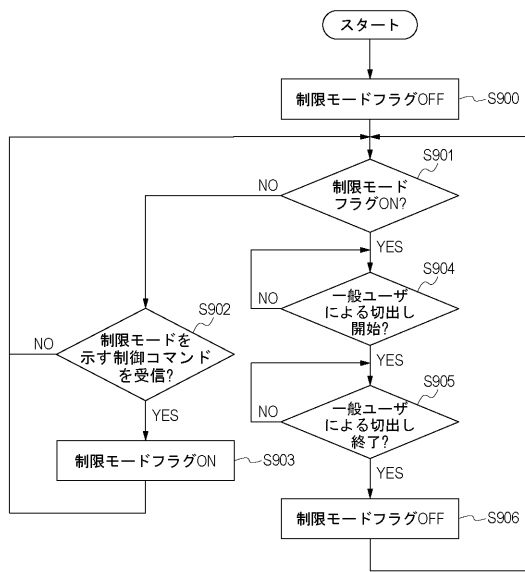 スタート
制限モードフラグOFF
S900
S901
制限モード
フラグON?
NO
YES
S904
一般ユーザ
による切出し
開始?
NO
YES
S902
制限モードを
示す制御コマンド
を受信?
NO
YES
S905
一般ユーザ
による切出し
終了?
NO
YES
制限モードフラグON
S903
制限モードフラグOFF
S906